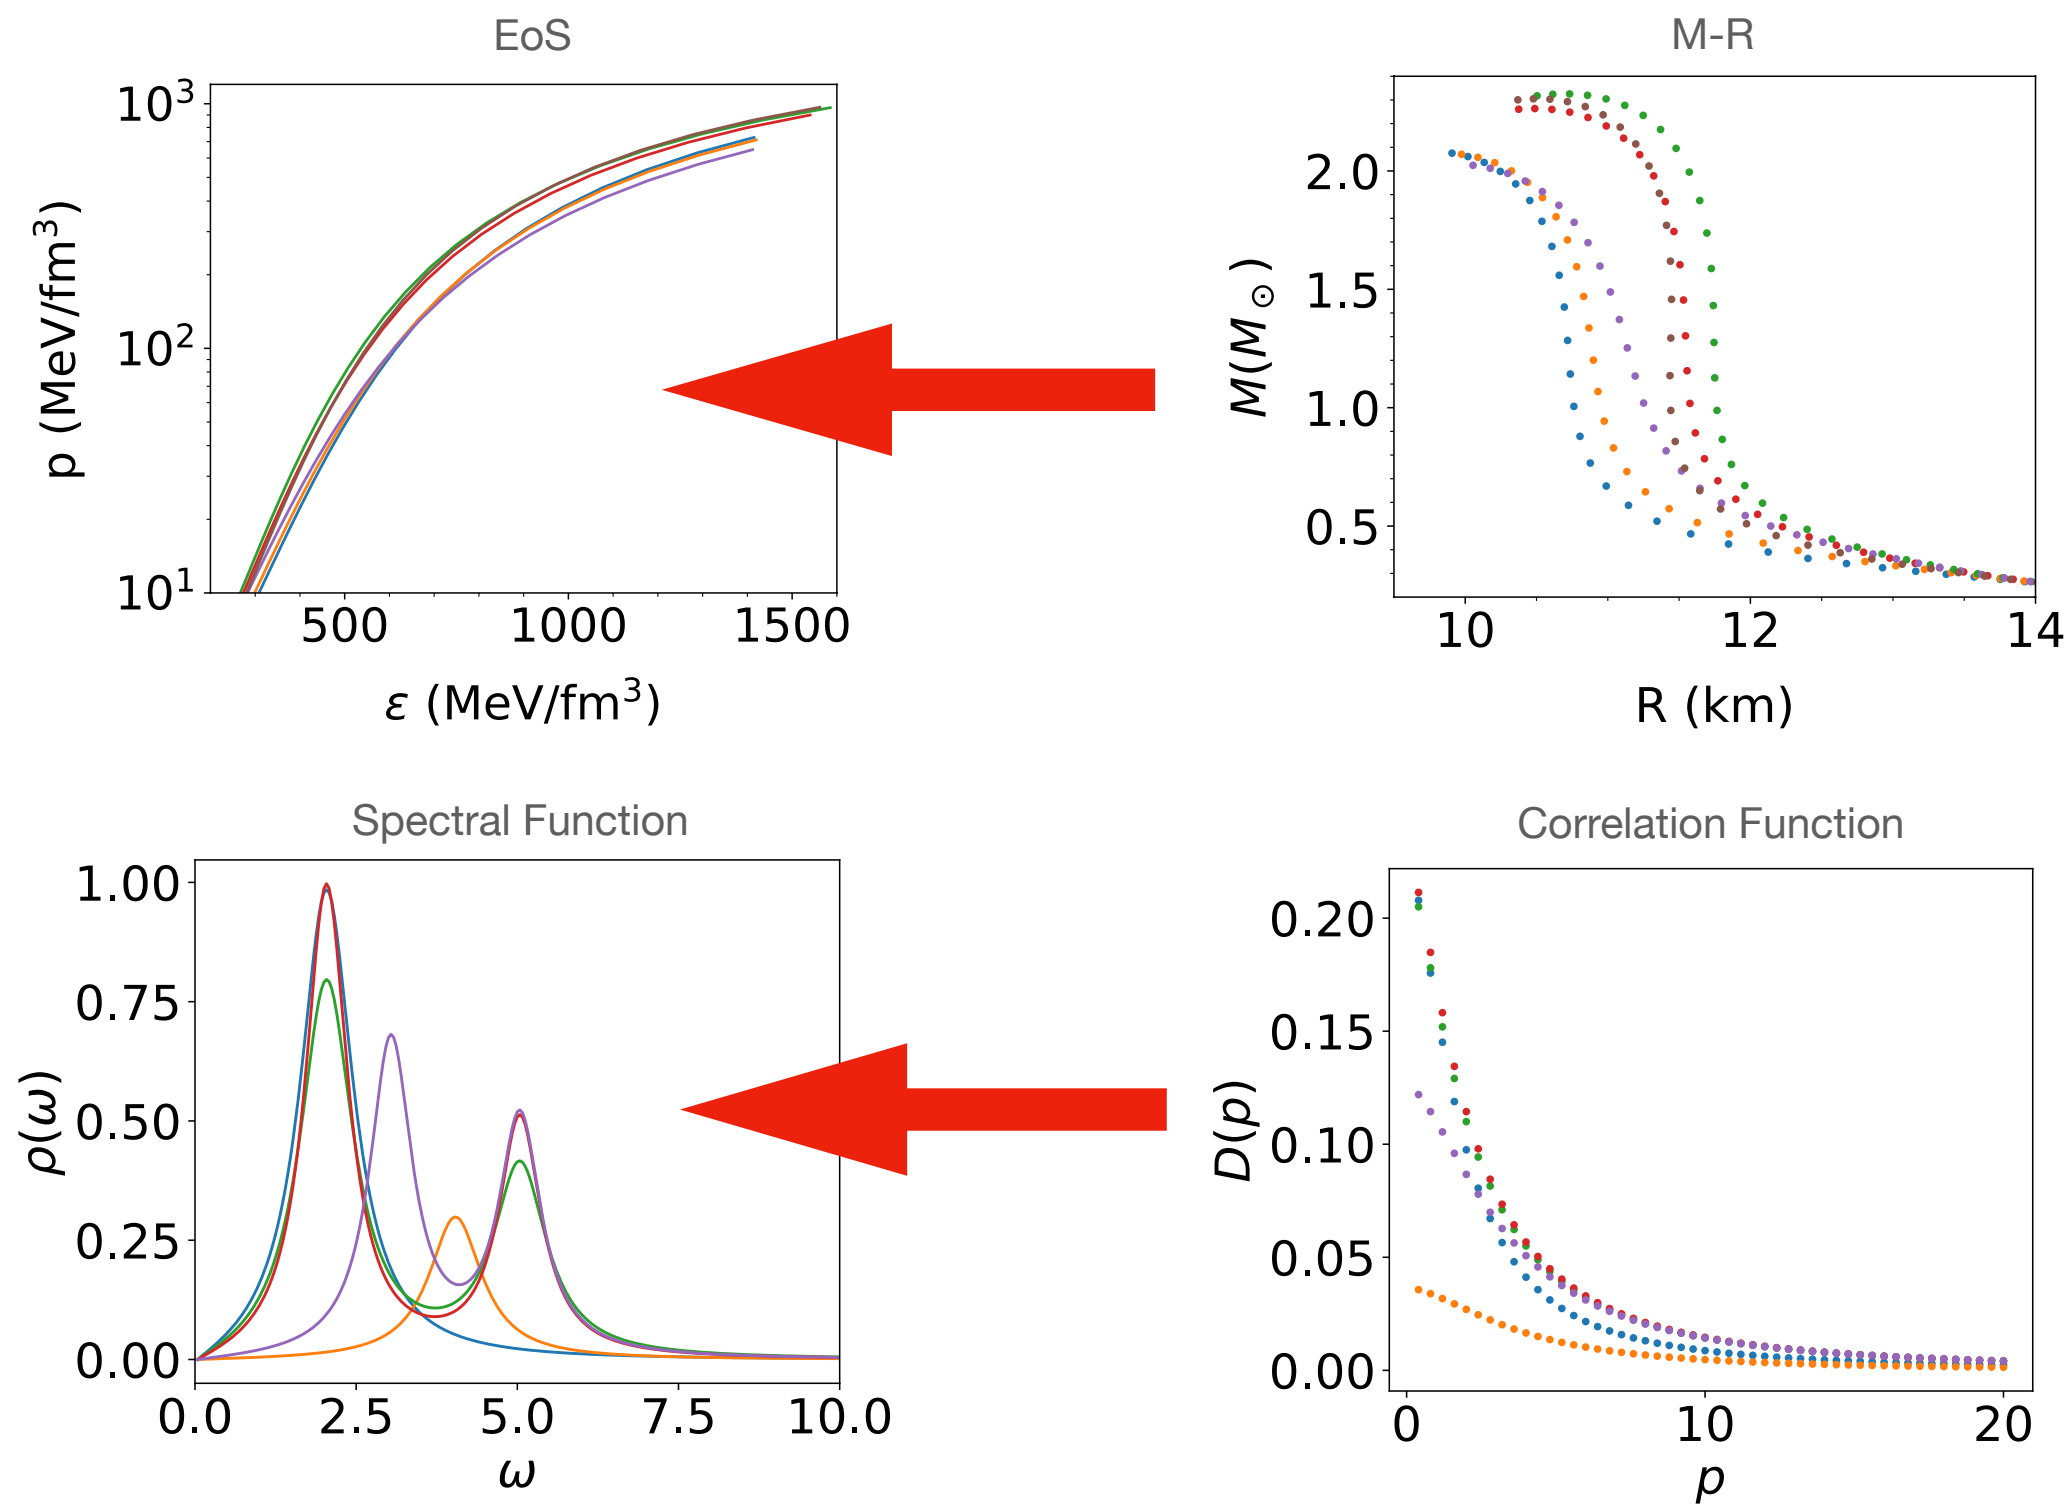 EoS
10³
10²
10¹
p (MeV/fm³)
500 1000 1500
ε (MeV/fm³)
M-R
2.0
1.5
1.0
0.5
M(M⊙)
10 12 14
R (km)
Spectral Function
1.00
0.75
0.50
0.25
0.00
ρ(ω)
0.0 2.5 5.0 7.5 10.0
ω
Correlation Function
0.20
0.15
0.10
0.05
0.00
D(p)
0 10 20
p